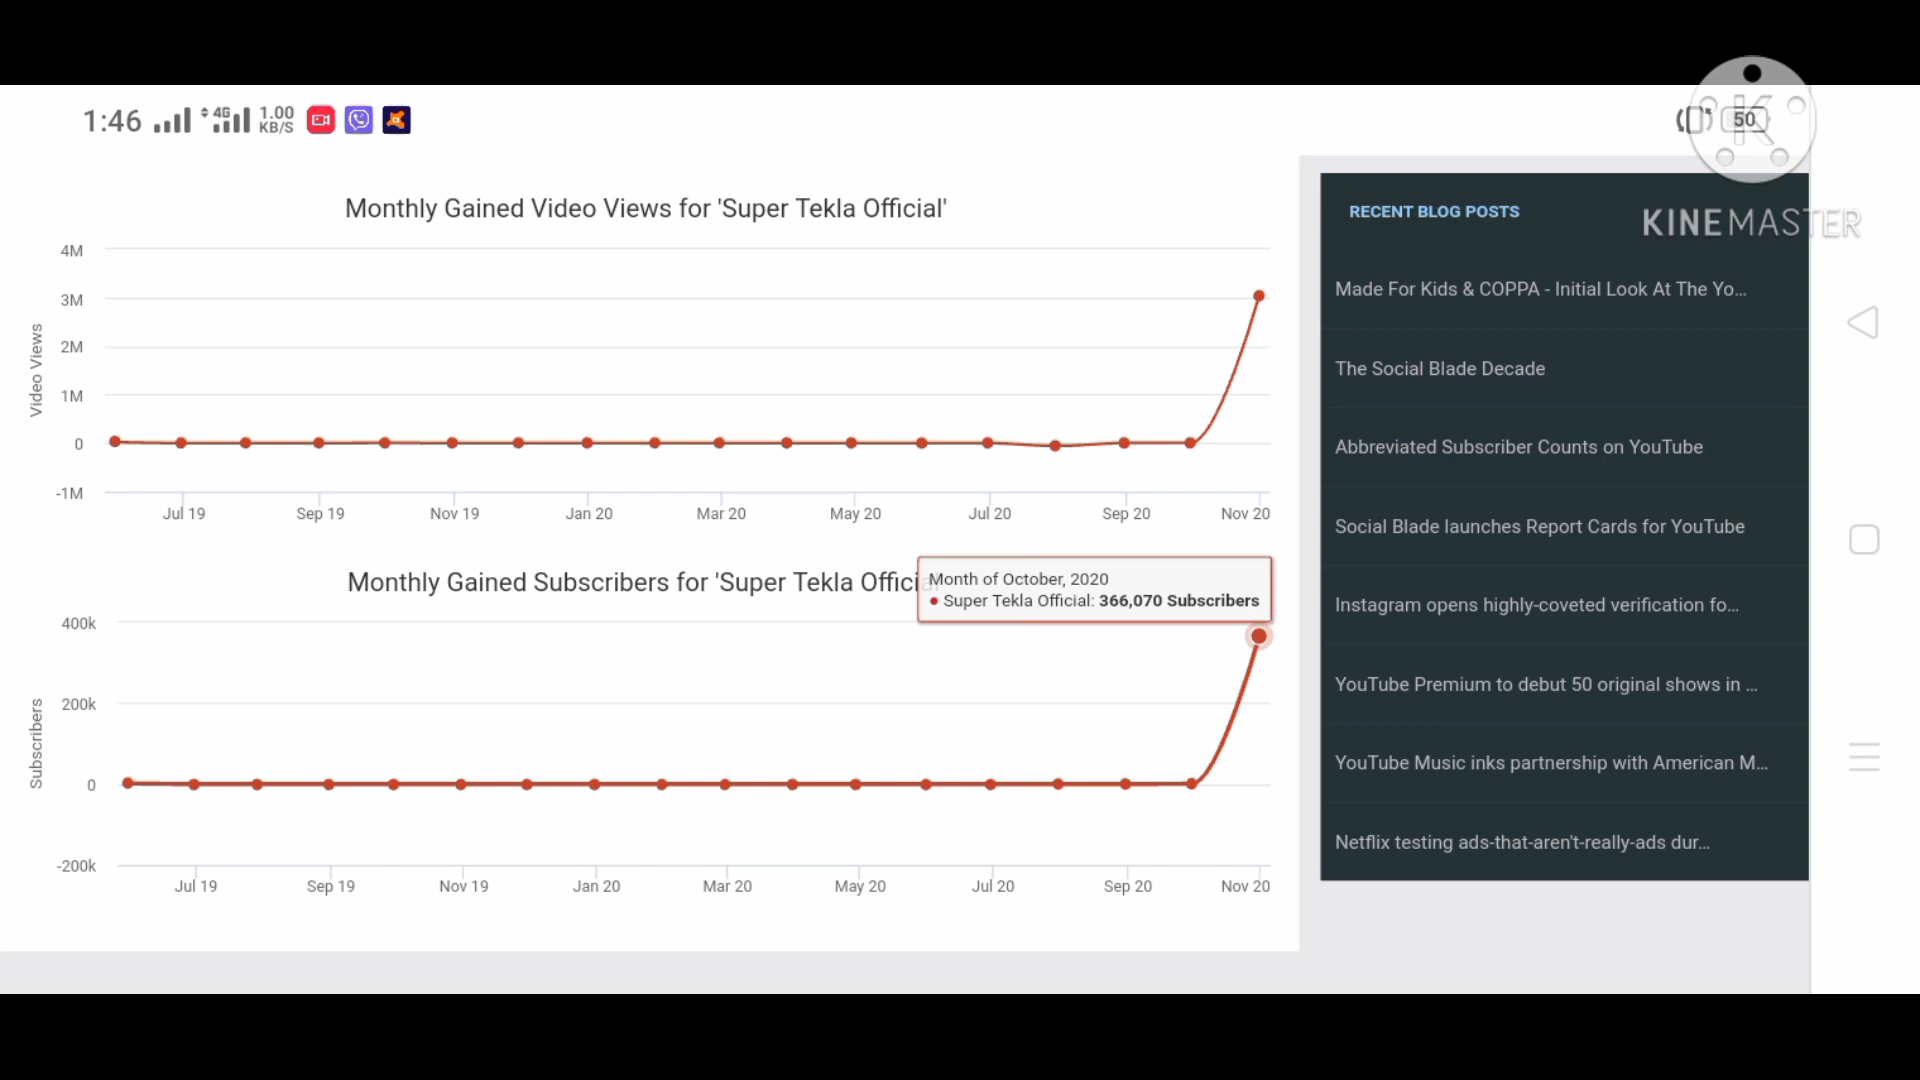 1:46 4G 1.00 KB/S
50
KINEMASTER
Monthly Gained Video Views for 'Super Tekla Official'
Video Views
4M
3M
2M
1M
0
-1M
Jul 19 Sep 19 Nov 19 Jan 20 Mar 20 May 20 Jul 20 Sep 20 Nov 20
Monthly Gained Subscribers for 'Super Tekla Offici
Month of October, 2020
Super Tekla Official: 366,070 Subscribers
Subscribers
400k
200k
0
-200k
Jul 19 Sep 19 Nov 19 Jan 20 Mar 20 May 20 Jul 20 Sep 20 Nov 20
RECENT BLOG POSTS
Made For Kids & COPPA - Initial Look At The Yo...
The Social Blade Decade
Abbreviated Subscriber Counts on YouTube
Social Blade launches Report Cards for YouTube
Instagram opens highly-coveted verification fo...
YouTube Premium to debut 50 original shows in ...
YouTube Music inks partnership with American M...
Netflix testing ads-that-aren't-really-ads dur...